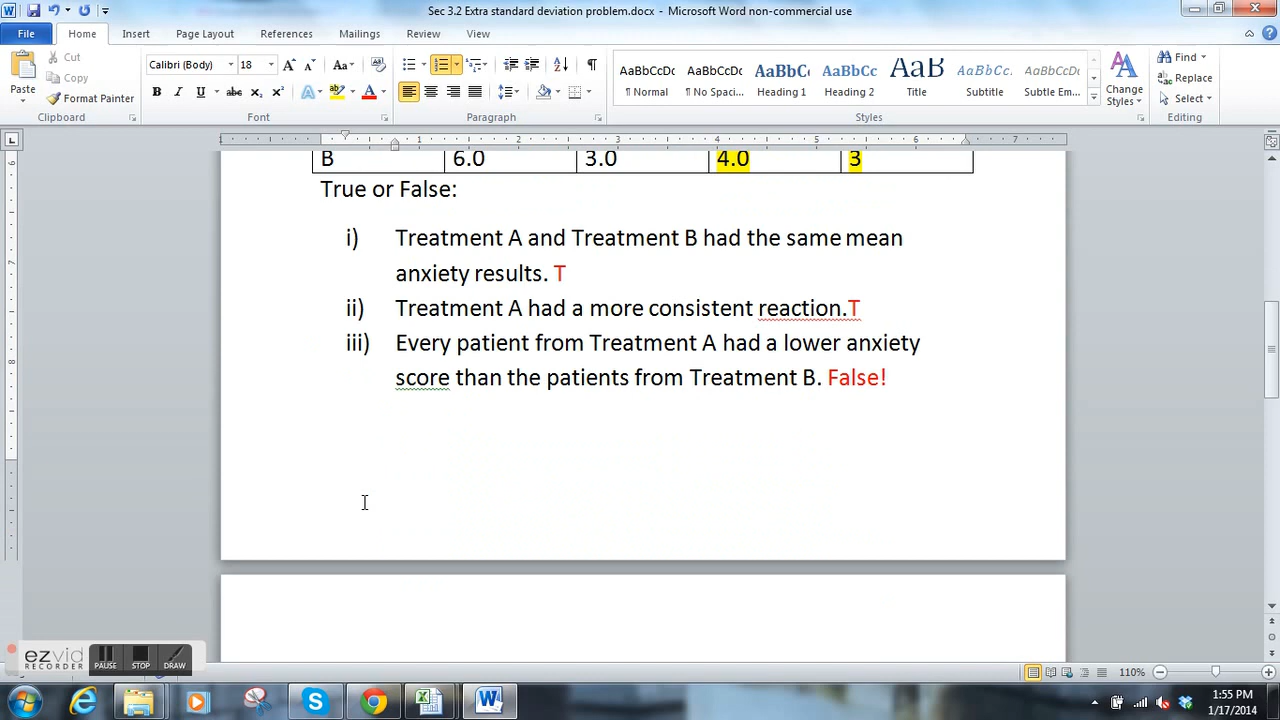 Sec 3.2 Extra standard deviation problem.docx - Microsoft Word non-commercial use
File Home Insert Page Layout References Mailings Review View
Cut
Copy
Format Painter
Paste
Clipboard
Calibri (Body) 18
Font
Paragraph
AaBbCcDc AaBbCcDc AaBbCc AaBbCc AaB AaBbCcL AaBbCcDc
¶ Normal ¶ No Spaci... Heading 1 Heading 2 Title Subtitle Subtle Em...
Styles
Change
Styles
Find
Replace
Select
Editing
B 6.0 3.0 4.0 3
True or False:
i) Treatment A and Treatment B had the same mean
anxiety results. T
ii) Treatment A had a more consistent reaction.T
iii) Every patient from Treatment A had a lower anxiety
score than the patients from Treatment B. False!
ezvid
RECORDER
PAUSE STOP DRAW
110%
1:55 PM
1/17/2014